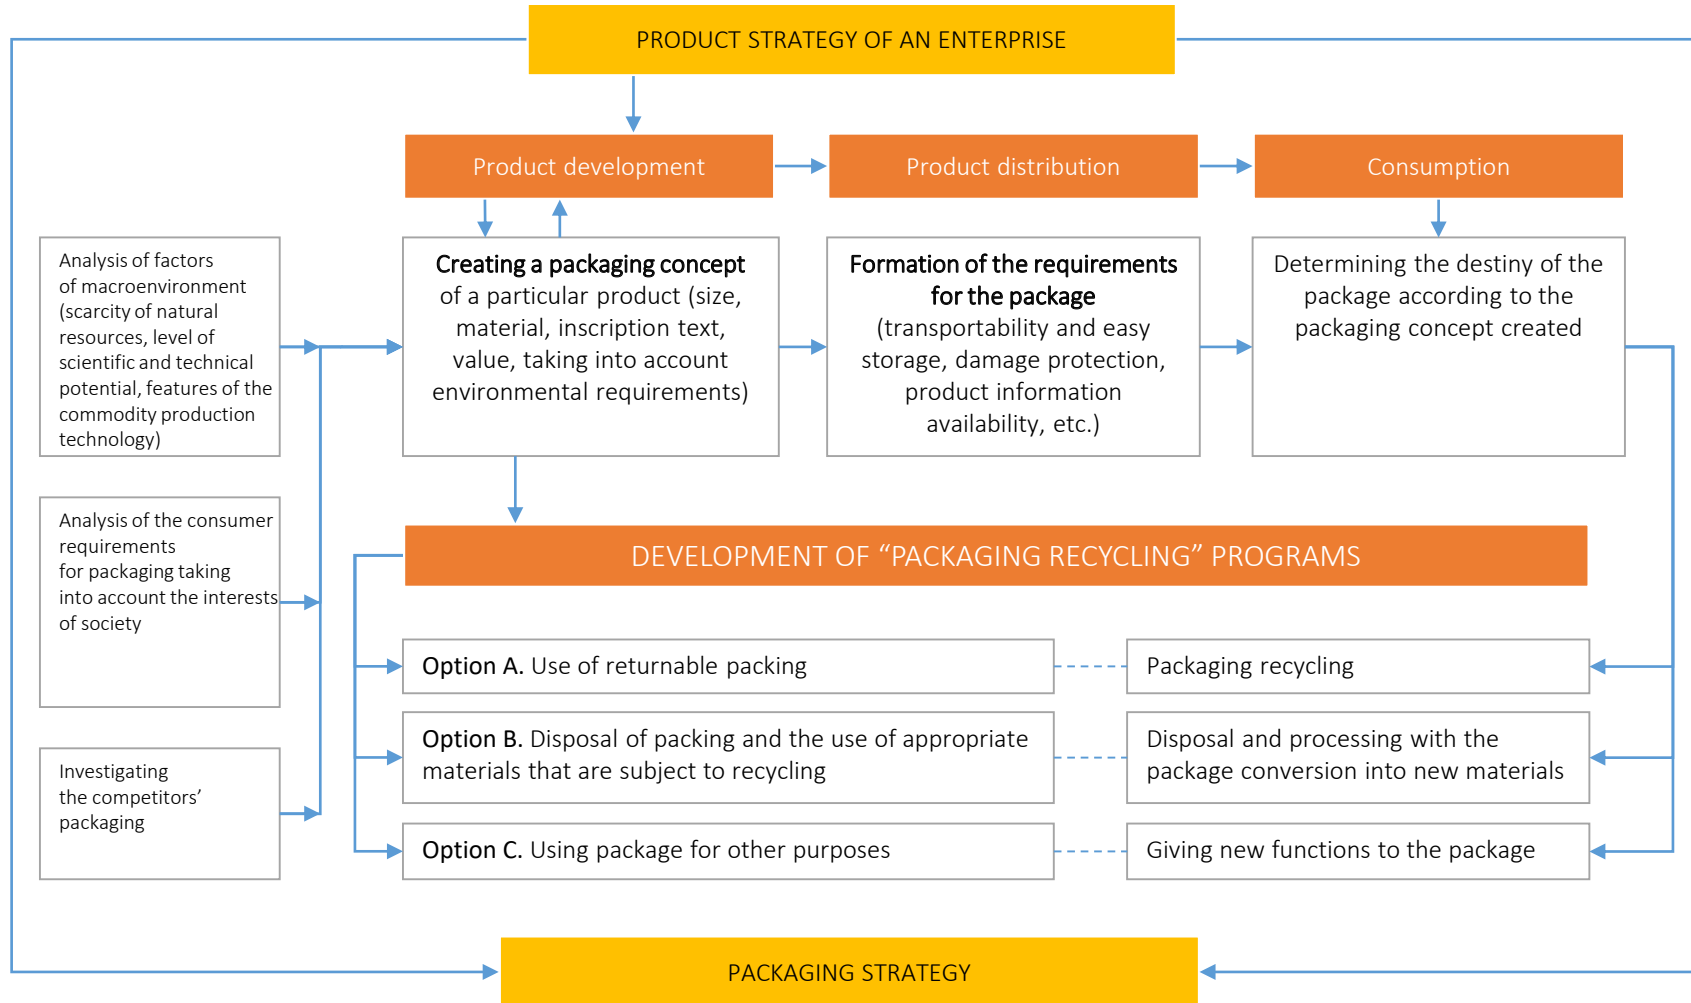 PRODUCT STRATEGY OF AN ENTERPRISE
Product development
Product distribution
Consumption
Analysis of factors
of macroenvironment
(scarcity of natural
resources, level of
scientific and technical
potential, features of the
commodity production
technology)
Creating a packaging concept
of a particular product (size,
material, inscription text,
value, taking into account
environmental requirements)
Formation of the requirements
for the package
(transportability and easy
storage, damage protection,
product information
availability, etc.)
Determining the destiny of the
package according to the
packaging concept created
Analysis of the consumer
requirements
for packaging taking
into account the interests
of society
Investigating
the competitors’
packaging
DEVELOPMENT OF “PACKAGING RECYCLING” PROGRAMS
Option A. Use of returnable packing
Packaging recycling
Option B. Disposal of packing and the use of appropriate
materials that are subject to recycling
Disposal and processing with the
package conversion into new materials
Option C. Using package for other purposes
Giving new functions to the package
PACKAGING STRATEGY